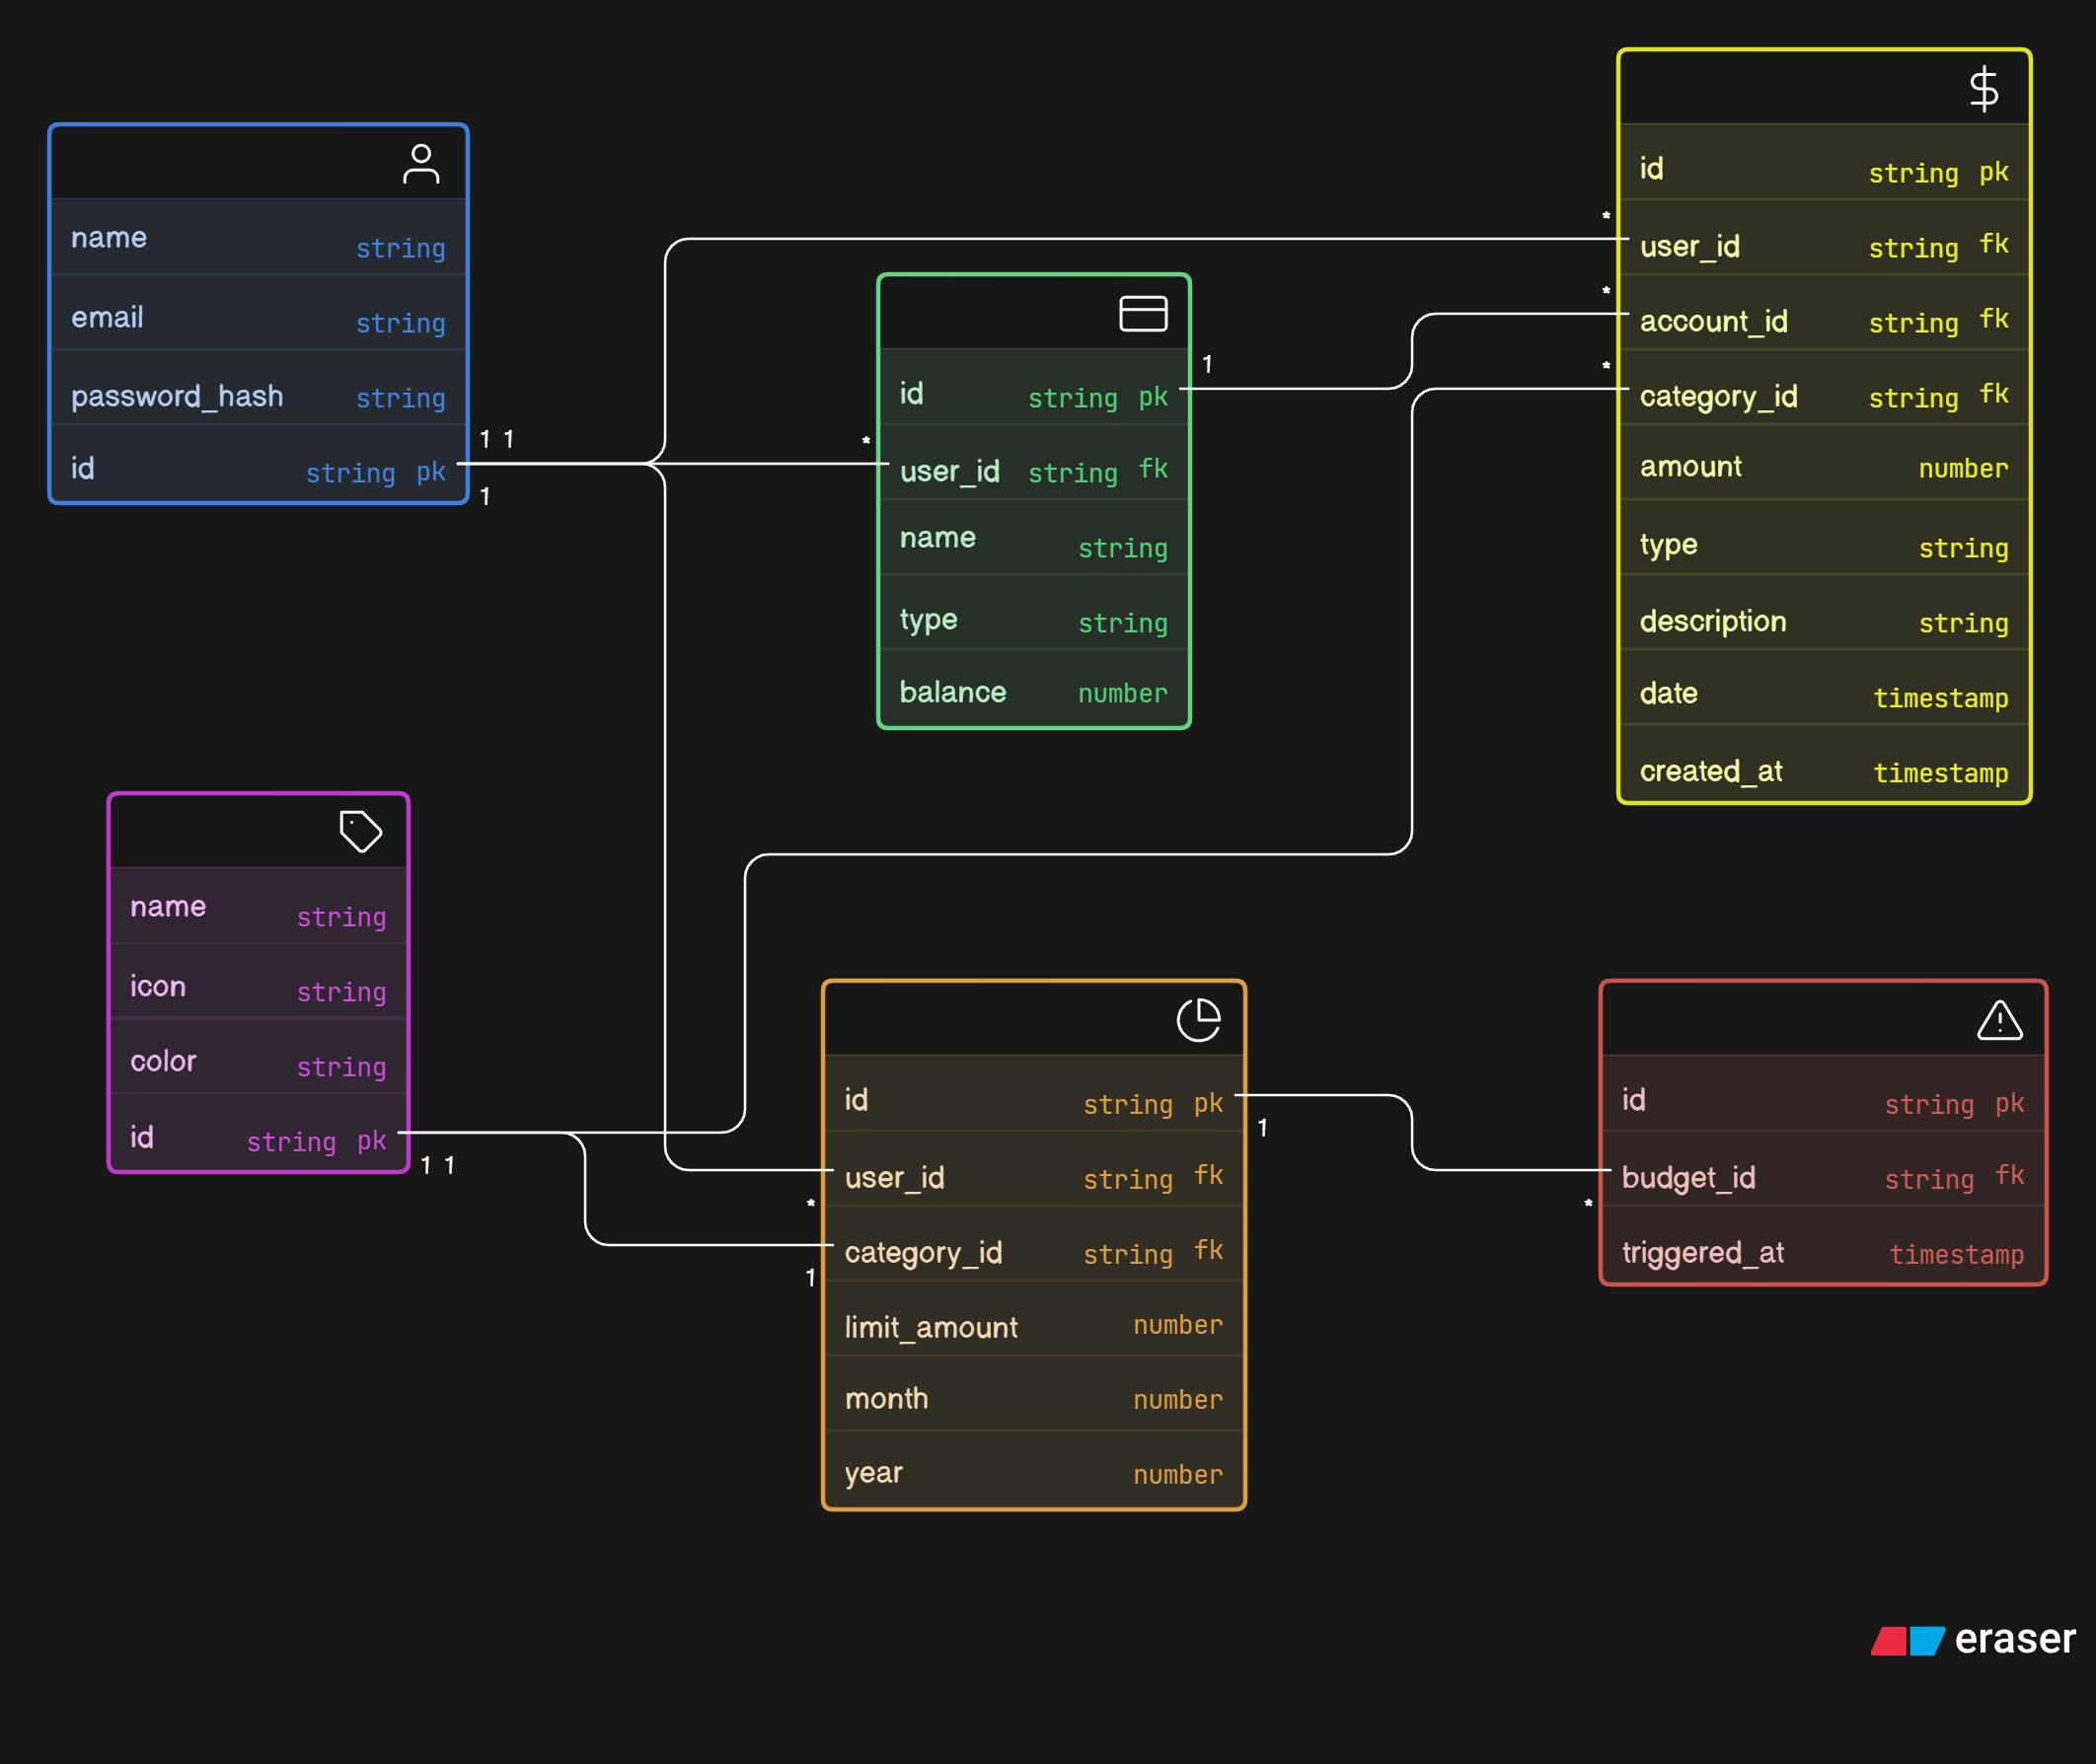 name string
email string
password_hash string
id string pk
1 1
1
id string pk
user_id string fk
name string
type string
balance number
*
1
id string pk
user_id string fk
account_id string fk
category_id string fk
amount number
type string
description string
date timestamp
created_at timestamp
*
*
*
name string
icon string
color string
id string pk
1 1
id string pk
user_id string fk
category_id string fk
limit_amount number
month number
year number
*
1
1
id string pk
budget_id string fk
triggered_at timestamp
*
eraser